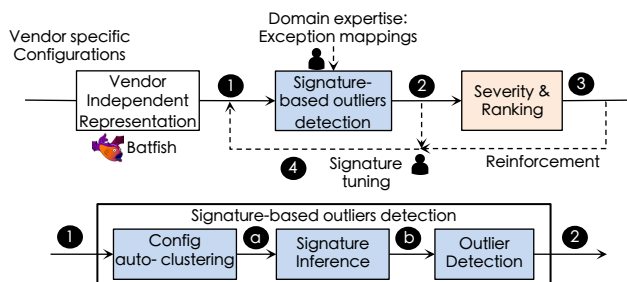 Domain expertise:
Exception mappings
Vendor specific
Configurations
Vendor
Independent
Representation
1
Signature-
based outliers
detection
2
Severity &
Ranking
3
Batfish
4
Signature
tuning
Reinforcement
Signature-based outliers detection
1
Config
auto- clustering
a
Signature
Inference
b
Outlier
Detection
2